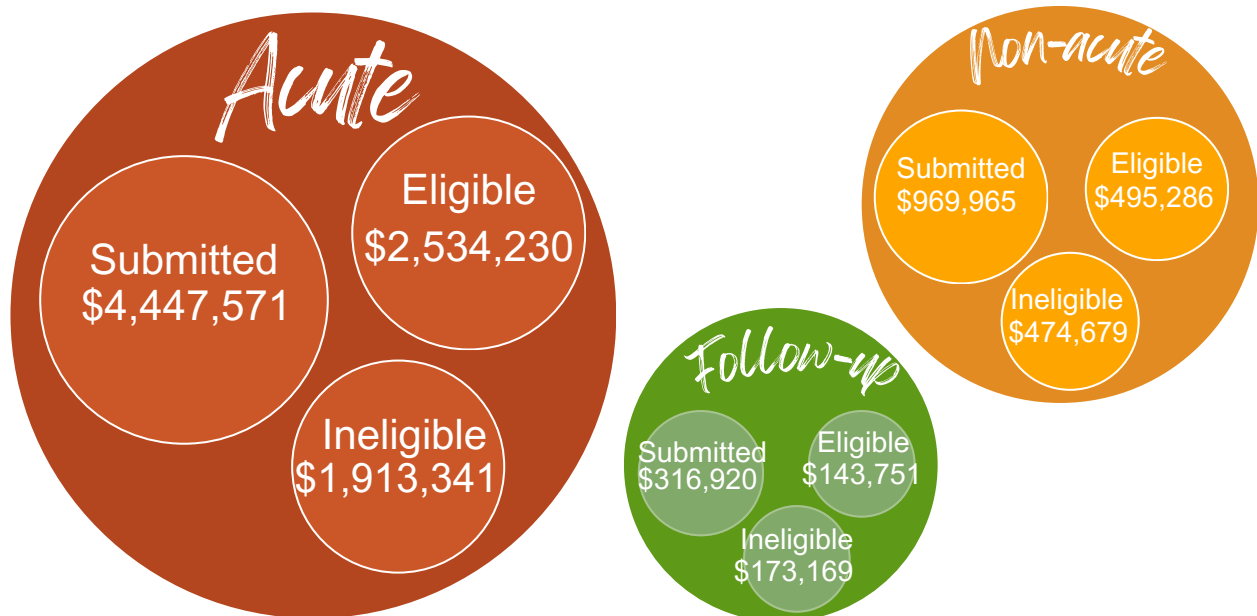 Acute
Submitted
$4,447,571
Eligible
$2,534,230
Ineligible
$1,913,341
Non-acute
Submitted
$969,965
Eligible
$495,286
Ineligible
$474,679
Follow-up
Submitted
$316,920
Eligible
$143,751
Ineligible
$173,169